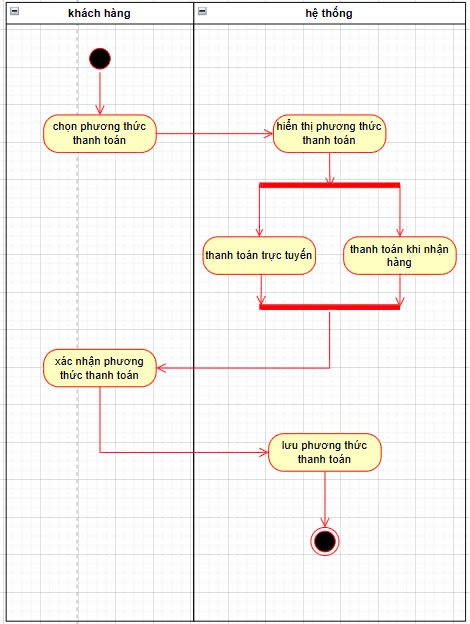 khách hàng
hệ thống
chọn phương thức
thanh toán
hiển thị phương thức
thanh toán
thanh toán trực tuyến
thanh toán khi nhận
hàng
xác nhận phương
thức thanh toán
lưu phương thức
thanh toán